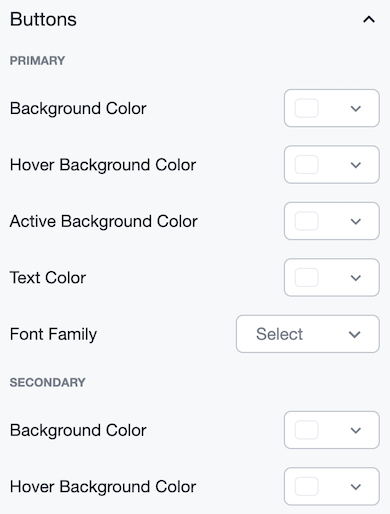 Buttons
PRIMARY
Background Color
Hover Background Color
Active Background Color
Text Color
Font Family Select
SECONDARY
Background Color
Hover Background Color